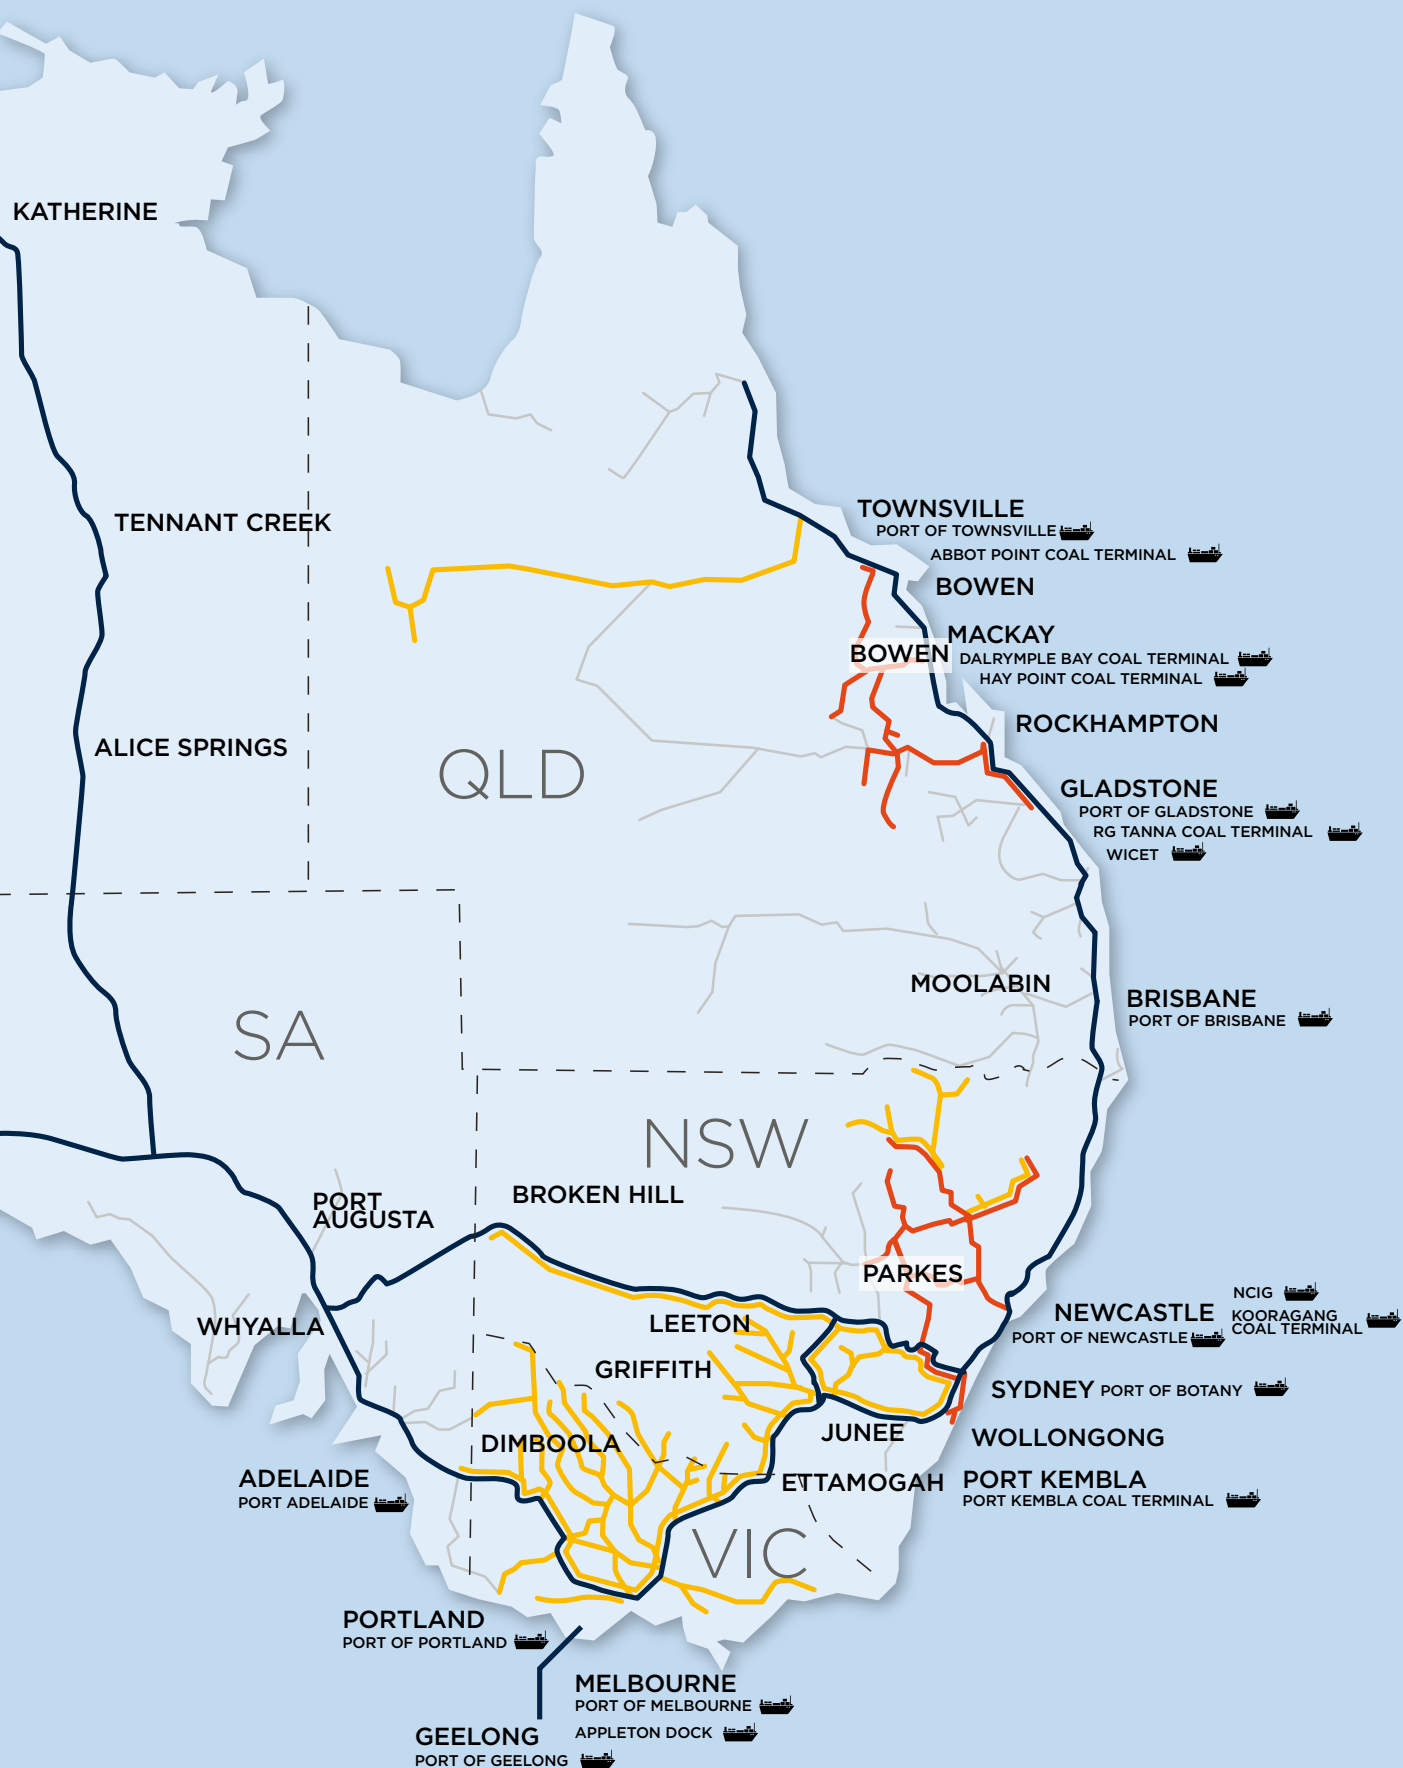 KATHERINE
TENNANT CREEK
TOWNSVILLE
PORT OF TOWNSVILLE
ABBOT POINT COAL TERMINAL
BOWEN
MACKAY
BOWEN
DALRYMPLE BAY COAL TERMINAL
HAY POINT COAL TERMINAL
ROCKHAMPTON
ALICE SPRINGS
QLD
GLADSTONE
PORT OF GLADSTONE
RG TANNA COAL TERMINAL
WICET
MOOLABIN
BRISBANE
PORT OF BRISBANE
SA
NSW
PORT
AUGUSTA
BROKEN HILL
PARKES
NCIG
NEWCASTLE
KOORAGANG
COAL TERMINAL
PORT OF NEWCASTLE
WHYALLA
LEETON
GRIFFITH
SYDNEY PORT OF BOTANY
DIMBOOLA
JUNEE
WOLLONGONG
ADELAIDE
PORT ADELAIDE
ETTAMOGAH
PORT KEMBLA
PORT KEMBLA COAL TERMINAL
VIC
PORTLAND
PORT OF PORTLAND
MELBOURNE
PORT OF MELBOURNE
APPLETON DOCK
GEELONG
PORT OF GEELONG